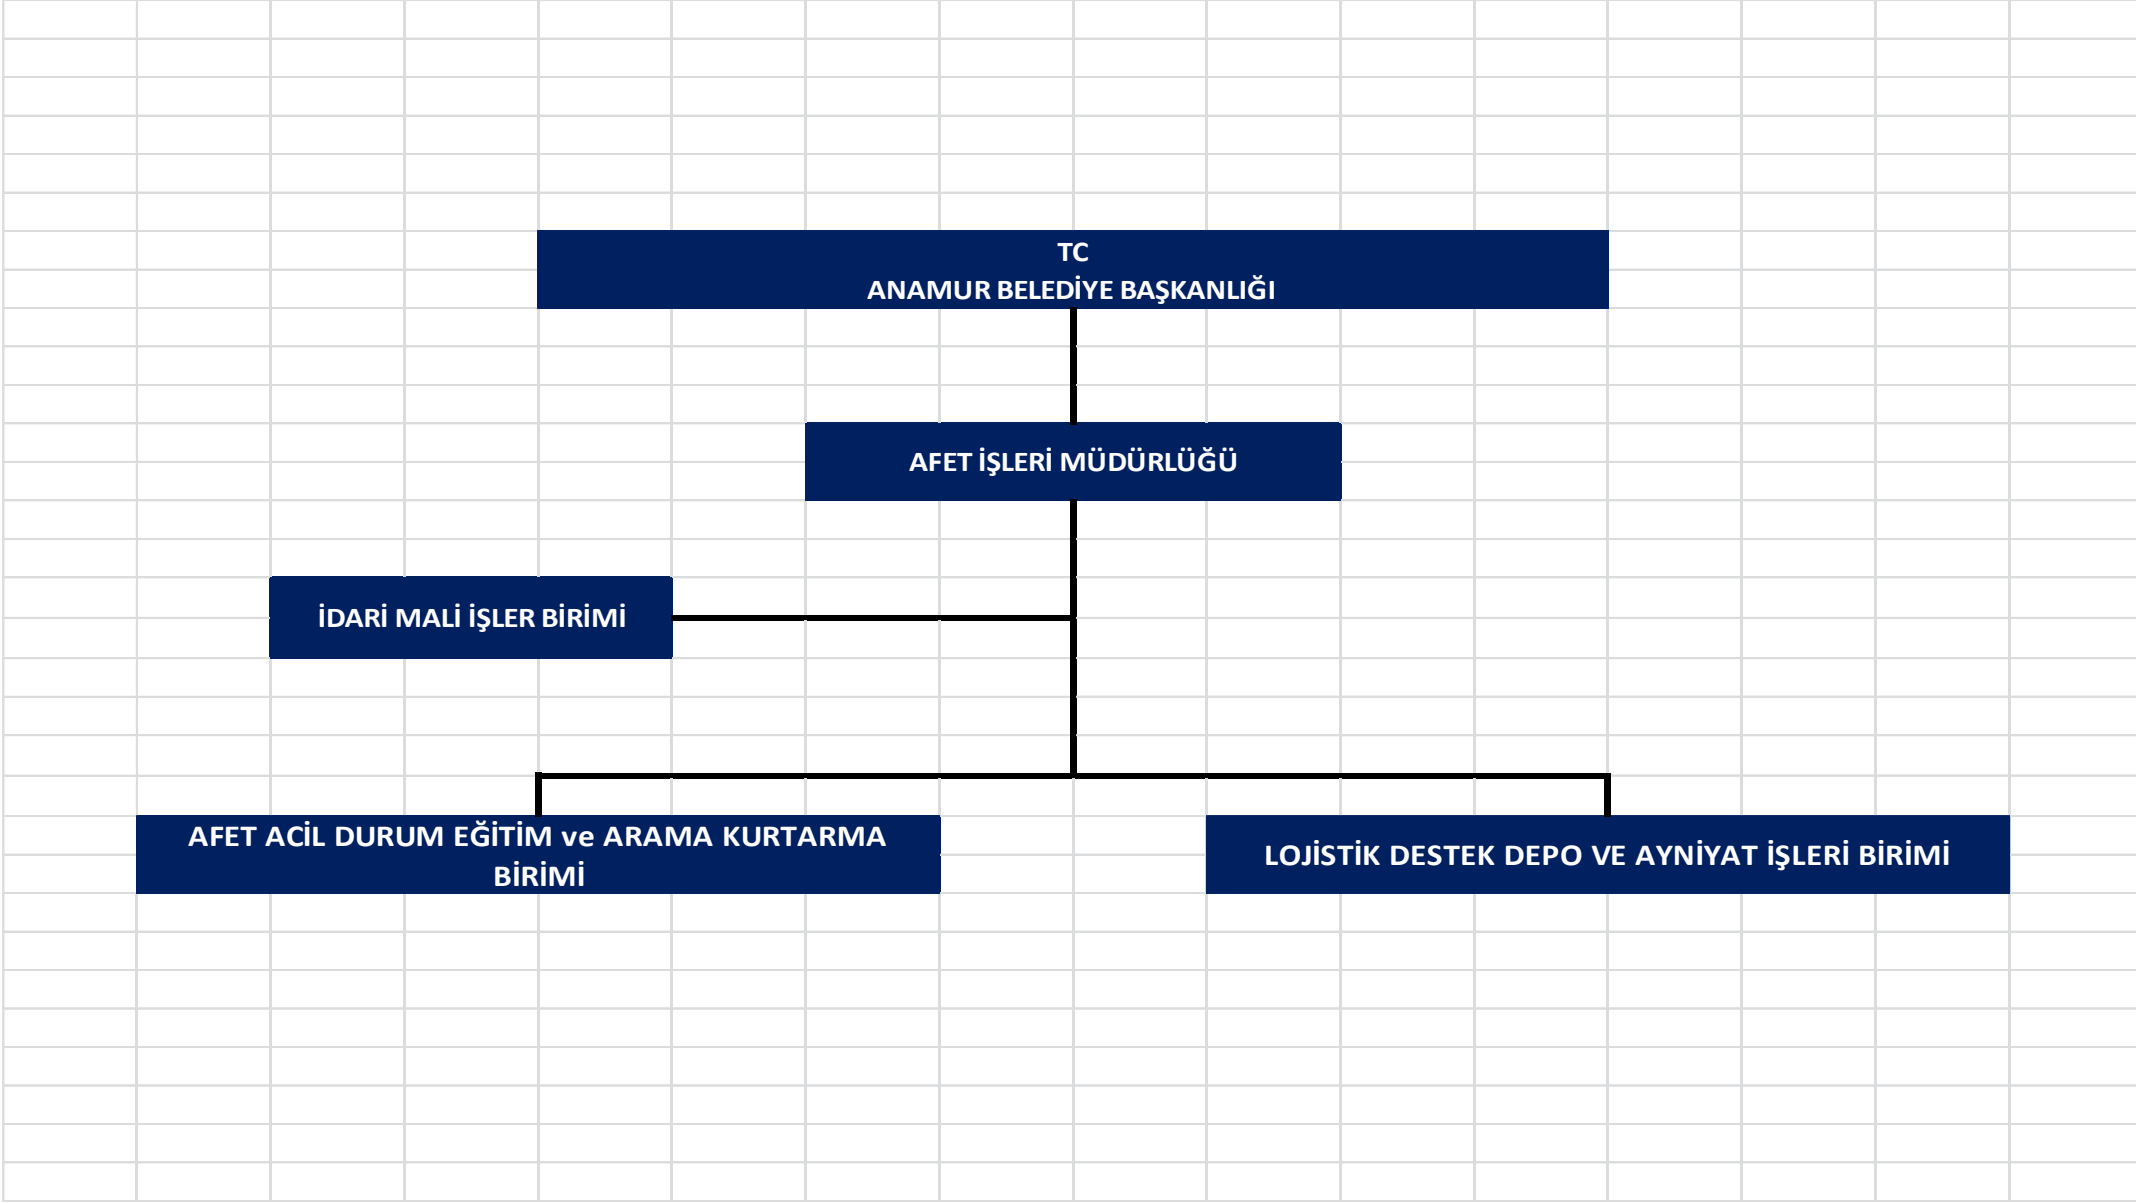 TC
ANAMUR BELEDİYE BAŞKANLIĞI
AFET İŞLERİ MÜDÜRLÜĞÜ
İDARİ MALİ İŞLER BİRİMİ
AFET ACİL DURUM EĞİTİM ve ARAMA KURTARMA
BİRİMİ
LOJİSTİK DESTEK DEPO VE AYNİYAT İŞLERİ BİRİMİ